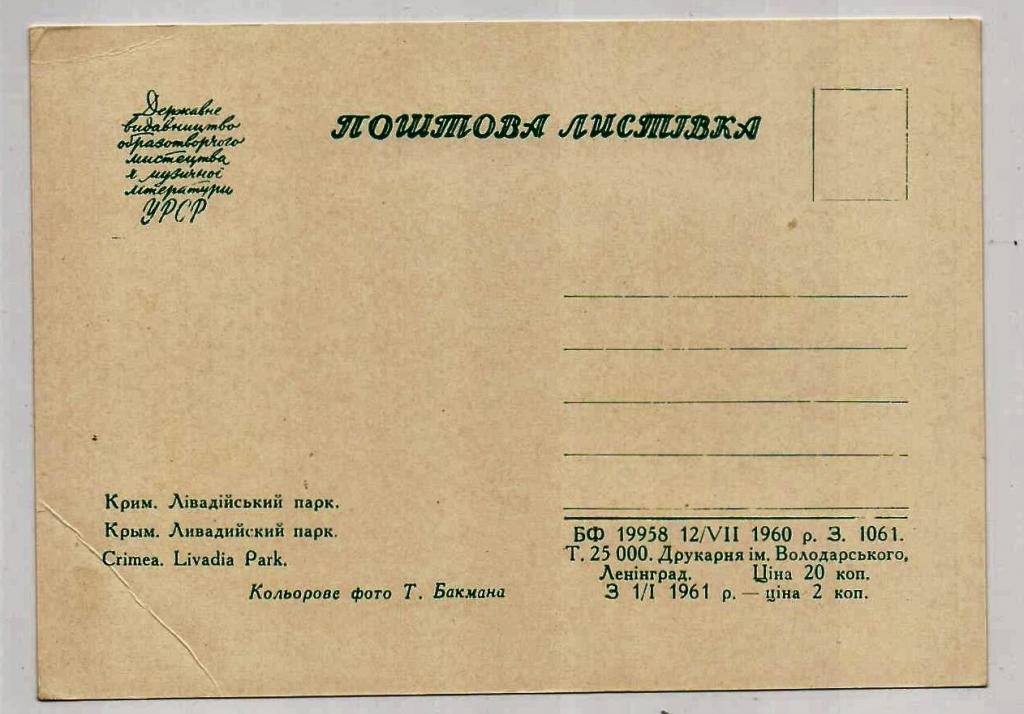 Державне
видавництво
образотворчого
мистецтва
й музичної
літератури
УРСР
ПОШТОВА ЛИСТІВКА
Крим. Лівадійський парк.
Крым. Ливадийский парк.
Crimea. Livadia Park.
Кольорове фото Т. Бакмана
БФ 19958 12/VII 1960 р. З. 1061.
Т. 25 000. Друкарня ім. Володарського,
Ленінград. Ціна 20 коп.
З 1/I 1961 р. — ціна 2 коп.